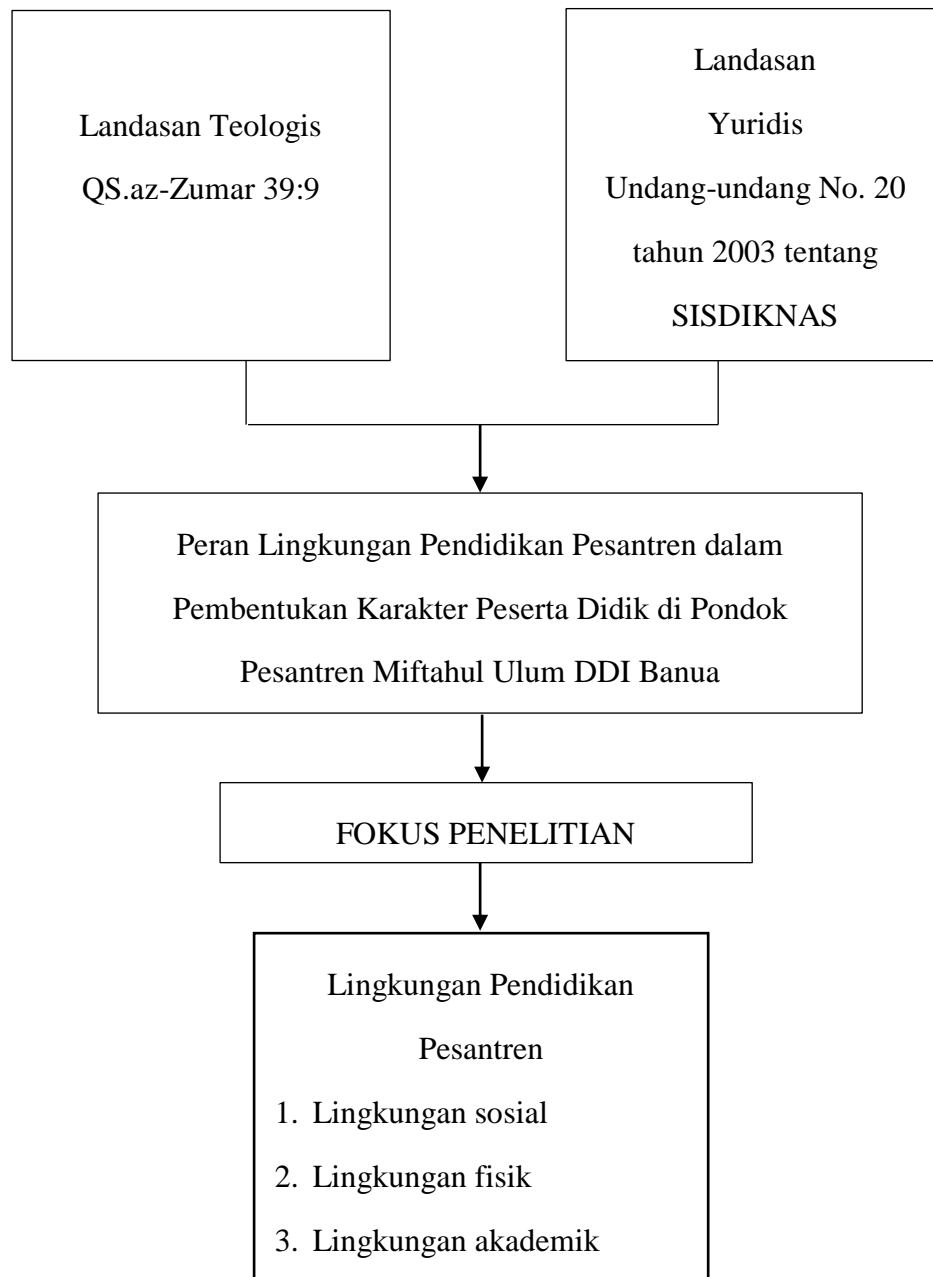 Landasan Teologis
QS.az-Zumar 39:9
Landasan
Yuridis
Undang-undang No. 20
tahun 2003 tentang
SISDIKNAS
Peran Lingkungan Pendidikan Pesantren dalam
Pembentukan Karakter Peserta Didik di Pondok
Pesantren Miftahul Ulum DDI Banua
FOKUS PENELITIAN
Lingkungan Pendidikan
Pesantren
1. Lingkungan sosial
2. Lingkungan fisik
3. Lingkungan akademik